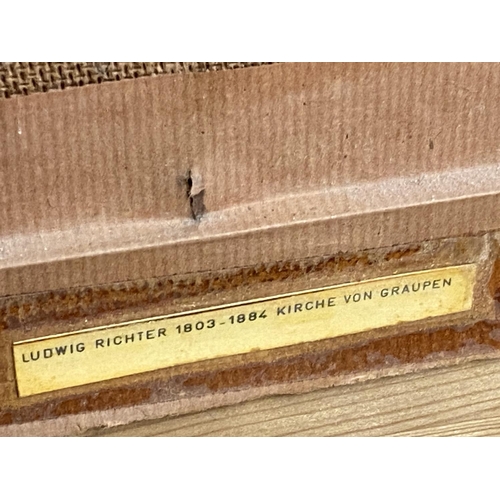 LUDWIG RICHTER 1803-1884 KIRCHE VON GRAUPEN